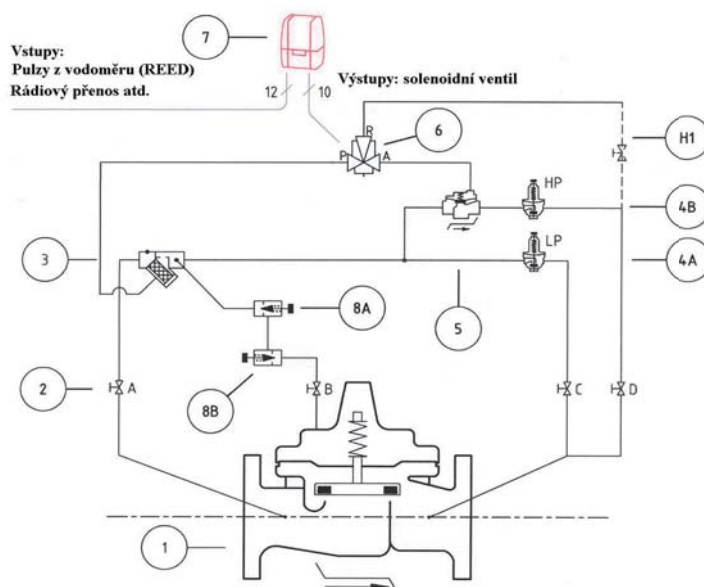 7
Vstupy:
Pulzy z vodoměru (REED)
Rádiový přenos atd.
Výstupy: solenoidní ventil
12
10
R
6
P
A
H1
HP
4B
3
LP
4A
8A
5
2
A
8B
B
C
D
1